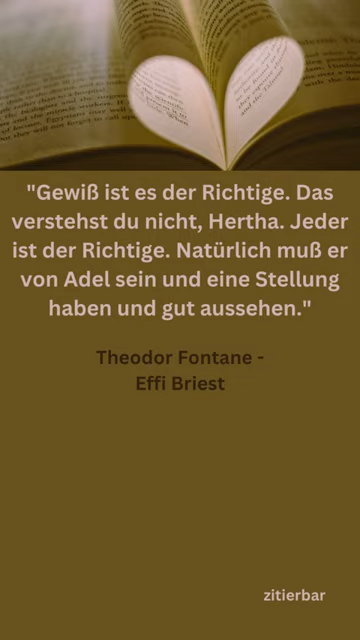 "Gewiß ist es der Richtige. Das
verstehst du nicht, Hertha. Jeder
ist der Richtige. Natürlich muß er
von Adel sein und eine Stellung
haben und gut aussehen."
Theodor Fontane -
Effi Briest
zitierbar